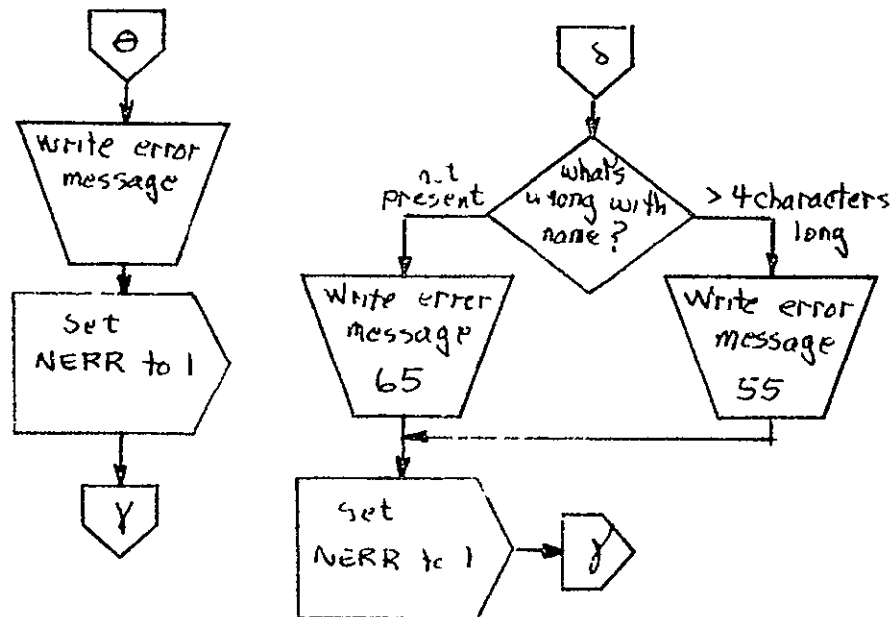 θ
Write error
message
Set
NERR to 1
γ
δ
what's
wrong with
name?
not
present
> 4 characters
long
Write error
message
65
Write error
message
55
Set
NERR to 1
γ